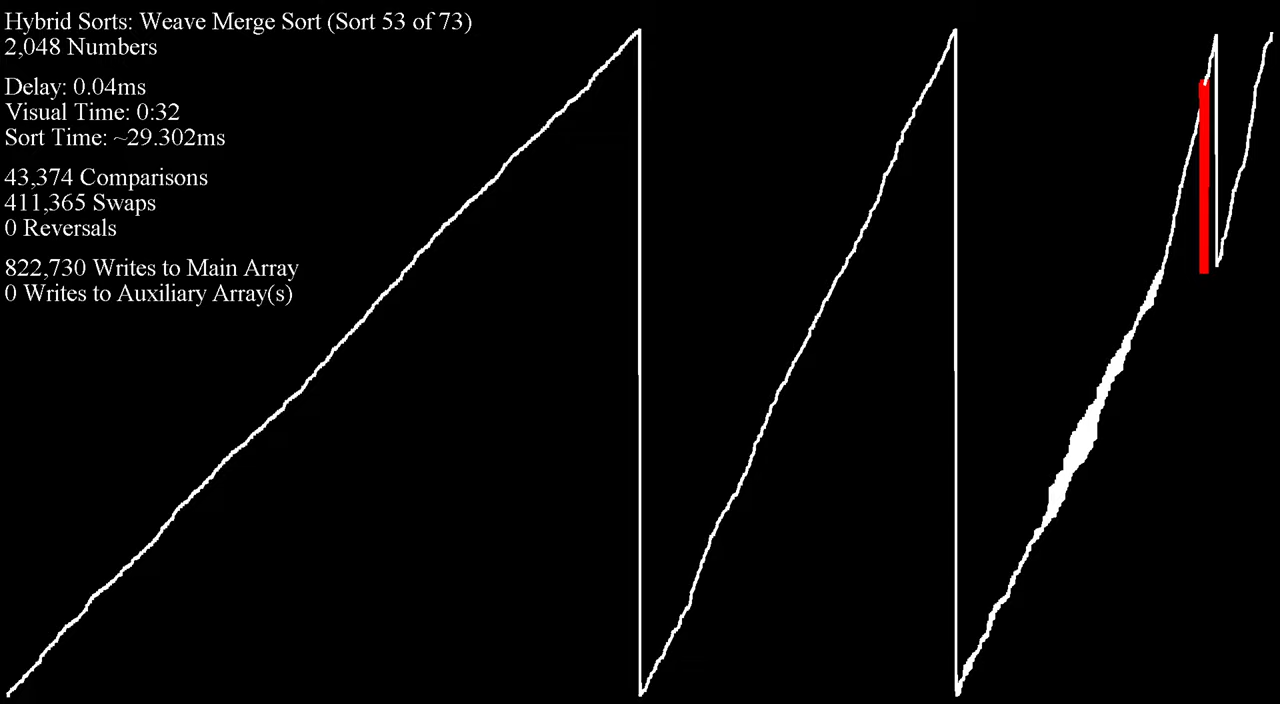 Hybrid Sorts: Weave Merge Sort (Sort 53 of 73)
2,048 Numbers
Delay: 0.04ms
Visual Time: 0:32
Sort Time: ~29.302ms
43,374 Comparisons
411,365 Swaps
0 Reversals
822,730 Writes to Main Array
0 Writes to Auxiliary Array(s)